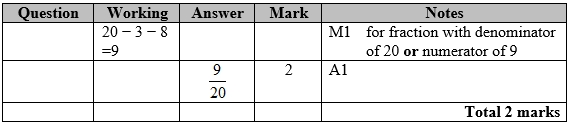 Question Working Answer Mark Notes
20 − 3 − 8 M1 for fraction with denominator
=9 of 20 or numerator of 9
9 2 A1
20
Total 2 marks